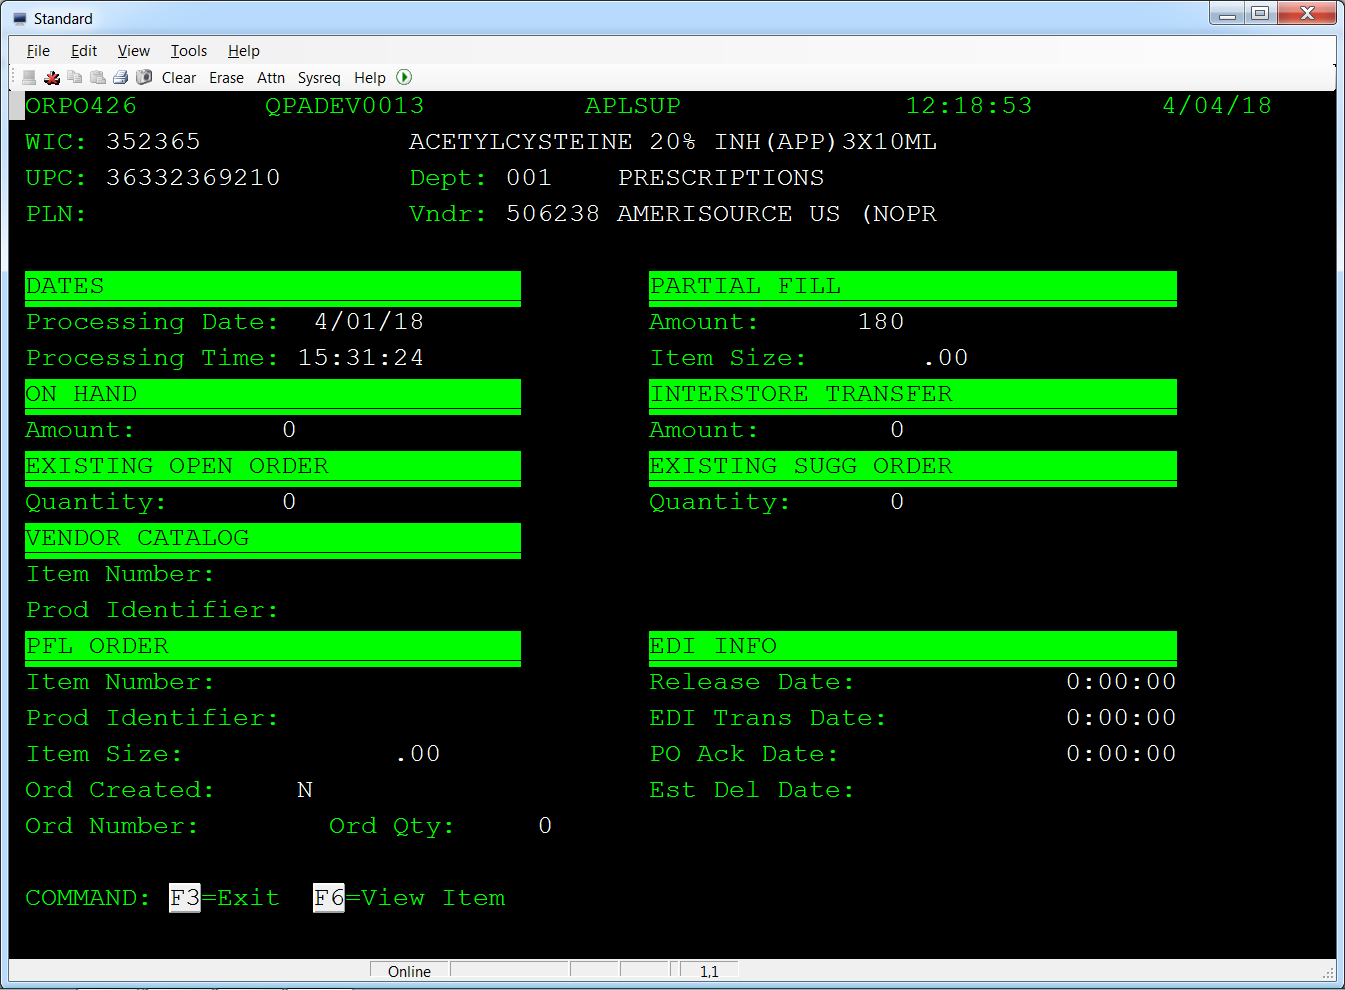 Standard
File Edit View Tools Help
Clear Erase Attn Sysreq Help
ORPO426 QPADEV0013 APLSUP 12:18:53 4/04/18
WIC: 352365 ACETYLCYSTEINE 20% INH(APP)3X10ML
UPC: 36332369210 Dept: 001 PRESCRIPTIONS
PLN: Vndr: 506238 AMERISOURCE US (NOPR
DATES PARTIAL FILL
Processing Date: 4/01/18 Amount: 180
Processing Time: 15:31:24 Item Size: .00
ON HAND INTERSTORE TRANSFER
Amount: 0 Amount: 0
EXISTING OPEN ORDER EXISTING SUGG ORDER
Quantity: 0 Quantity: 0
VENDOR CATALOG
Item Number:
Prod Identifier:
PFL ORDER EDI INFO
Item Number: Release Date: 0:00:00
Prod Identifier: EDI Trans Date: 0:00:00
Item Size: .00 PO Ack Date: 0:00:00
Ord Created: N Est Del Date:
Ord Number: Ord Qty: 0
COMMAND: F3=Exit F6=View Item
Online 1,1